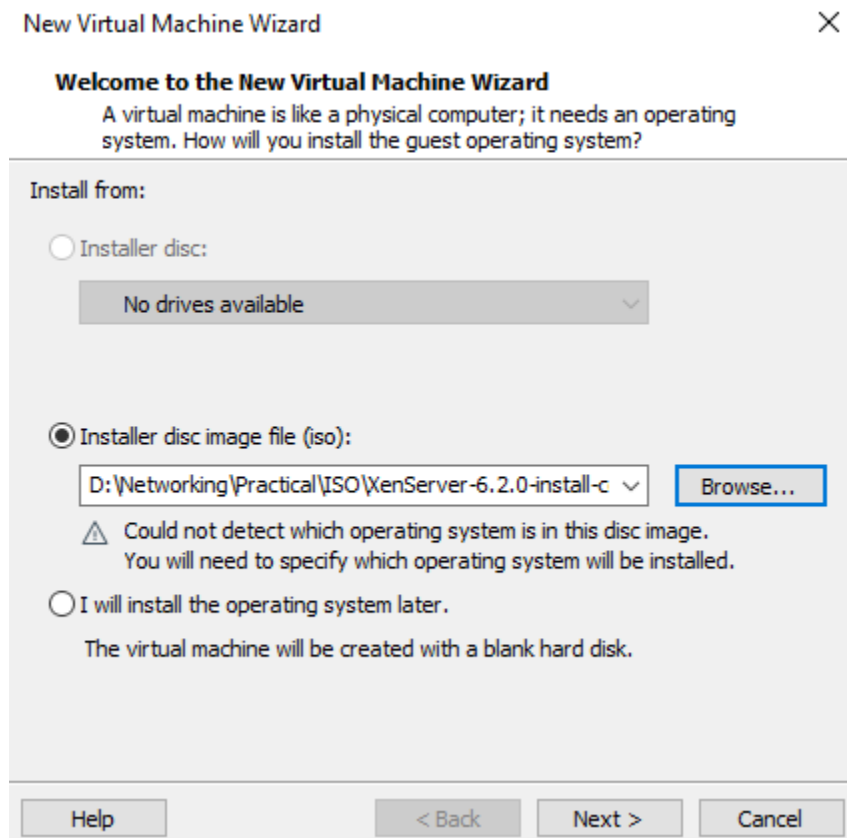 New Virtual Machine Wizard
Welcome to the New Virtual Machine Wizard
A virtual machine is like a physical computer; it needs an operating
system. How will you install the guest operating system?
Install from:
Installer disc:
No drives available
Installer disc image file (iso):
D:\Networking\Practical\ISO\XenServer-6.2.0-install-c
Browse...
Could not detect which operating system is in this disc image.
You will need to specify which operating system will be installed.
I will install the operating system later.
The virtual machine will be created with a blank hard disk.
Help
< Back
Next >
Cancel